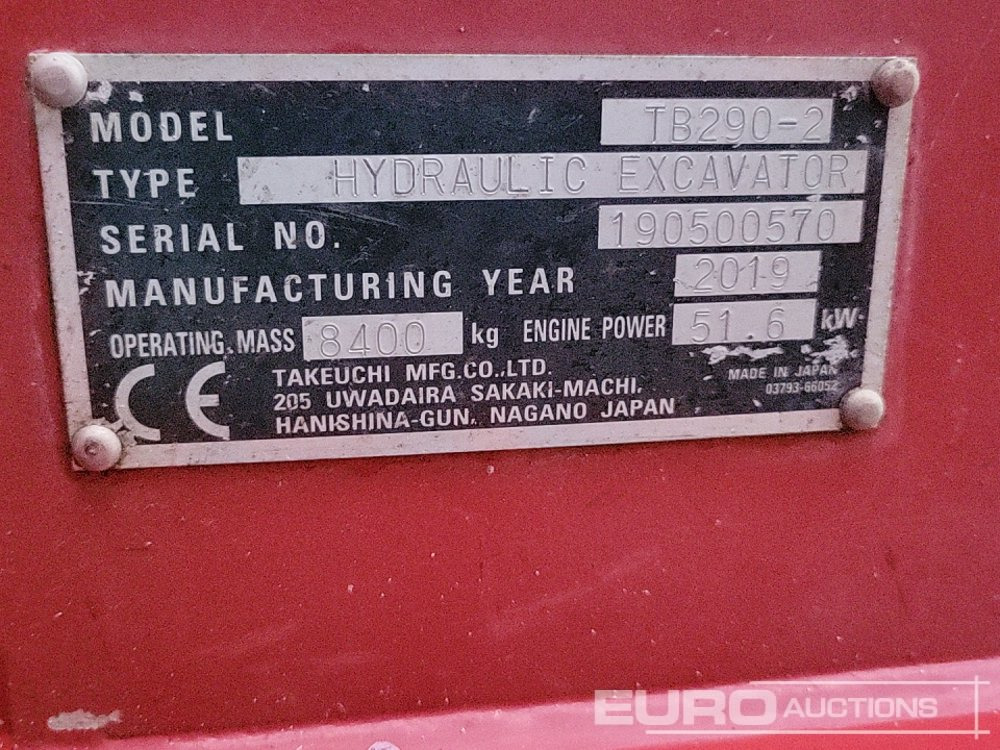 MODEL TB290-2
TYPE HYDRAULIC EXCAVATOR
SERIAL NO. 190500570
MANUFACTURING YEAR 2019
OPERATING MASS 8400 kg ENGINE POWER 51.6 kW
CE TAKEUCHI MFG.CO.,LTD.
205 UWADAIRA SAKAKI-MACHI,
HANISHINA-GUN, NAGANO JAPAN
MADE IN JAPAN
03793-66052
EURO AUCTIONS